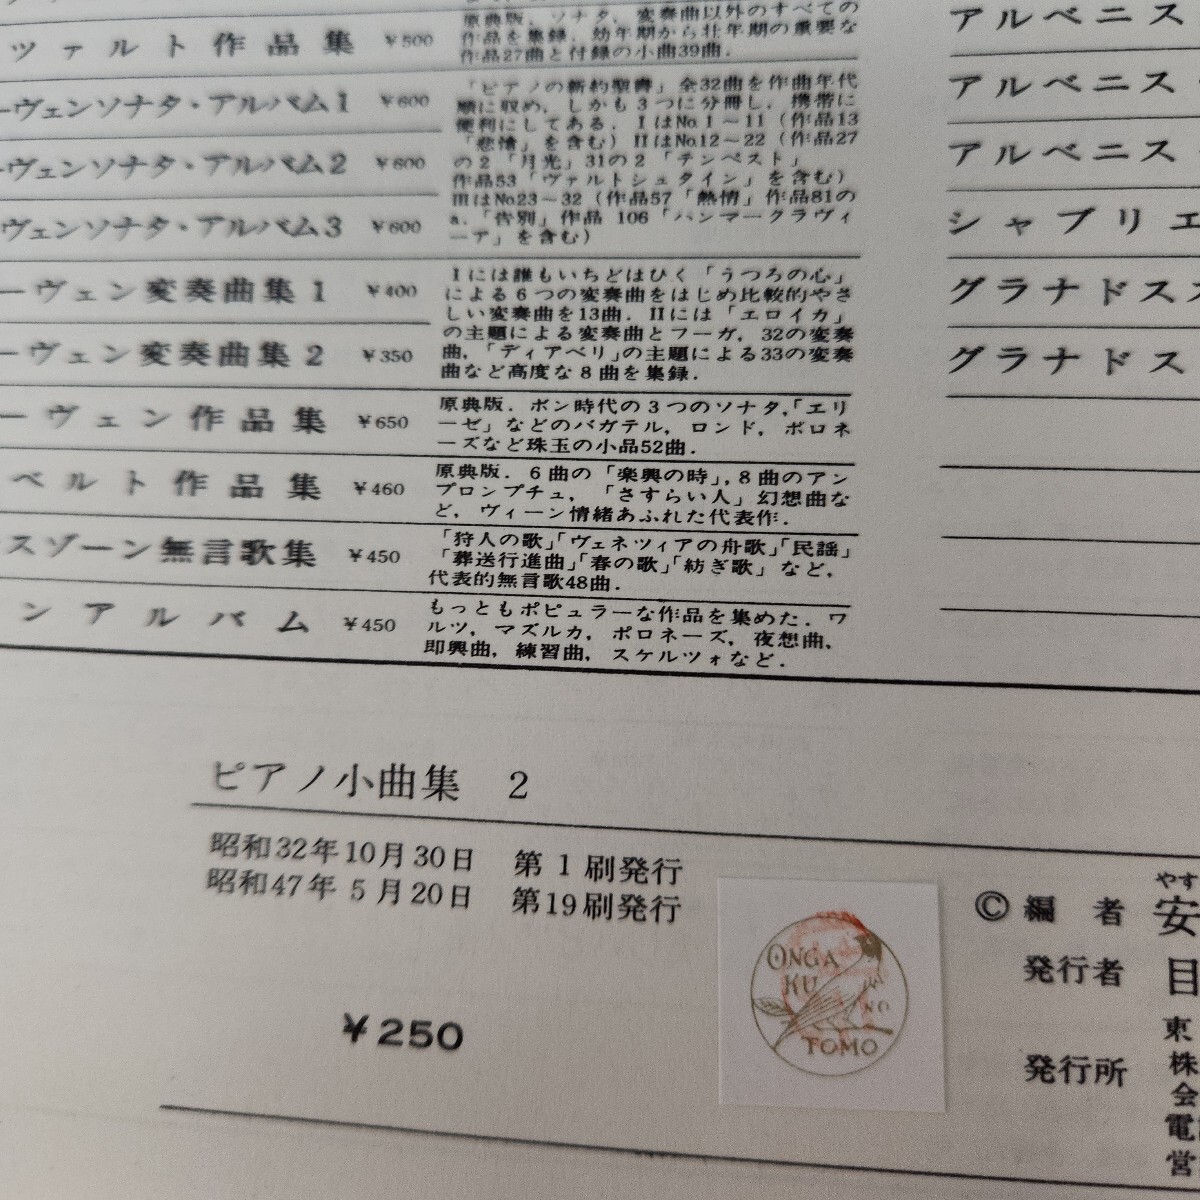 ツァルト作品集 ¥500
原典版．ソナタ，変奏曲以外のすべての
作品を集録．幼年期から壮年期の重要な
作品27曲と付録の小曲39曲．
ーヴェンソナタ・アルバム1 ¥600
ーヴェンソナタ・アルバム2 ¥600
ヴェンソナタ・アルバム3 ¥600
「ピアノの新約聖書」全32曲を作曲年代
順に収め，しかも3つに分冊し，携帯に
便利にしてある．IはNo.1～11（作品13
「悲愴」を含む）IIはNo.12～22（作品27
の2「月光」31の2「テンペスト」
作品53「ヴァルトシュタイン」を含む）
IIIはNo.23～32（作品57「熱情」作品81の
a.「告別」作品 106「ハンマークラヴィ
ーア」を含む）
ーヴェン変奏曲集1 ¥400
ーヴェン変奏曲集2 ¥350
Iには誰もいちどはひく「うつろの心」
による6つの変奏曲をはじめ比較的やさ
しい変奏曲を13曲．IIには「エロイカ」
の主題による変奏曲とフーガ，32の変奏
曲，「ディアベリ」の主題による33の変奏
曲など高度な8曲を集録．
ーヴェン作品集 ¥650
原典版．ボン時代の3つのソナタ，「エリ
ーゼ」などのバガテル，ロンド，ポロネ
ーズなど珠玉の小品52曲．
ベルト作品集 ¥460
原典版．6曲の「楽興の時」，8曲のアン
プロンプチュ，「さすらい人」幻想曲な
ど，ヴィーン情緒あふれた代表作．
スゾーン無言歌集 ¥450
「狩人の歌」「ヴェネツィアの舟歌」「民謡」
「葬送行進曲」「春の歌」「紡ぎ歌」など，
代表的無言歌48曲．
ンアルバム ¥450
もっともポピュラーな作品を集めた．ワ
ルツ，マズルカ，ポロネーズ，夜想曲，
即興曲，練習曲，スケルツォなど．
アルベニス
アルベニス
アルベニス
シャブリエ
グラナドス
グラナドス
ピアノ小曲集 2
昭和32年10月30日 第1刷発行
昭和47年5月20日 第19刷発行
¥250
ONGA
KU
NO
TOMO
やす
© 編者 安
発行者 目
東
発行所 株
会
電
営